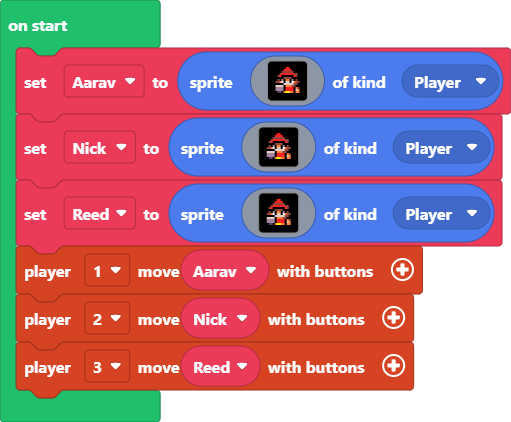 on start
set Aarav to sprite of kind Player
set Nick to sprite of kind Player
set Reed to sprite of kind Player
player 1 move Aarav with buttons
player 2 move Nick with buttons
player 3 move Reed with buttons